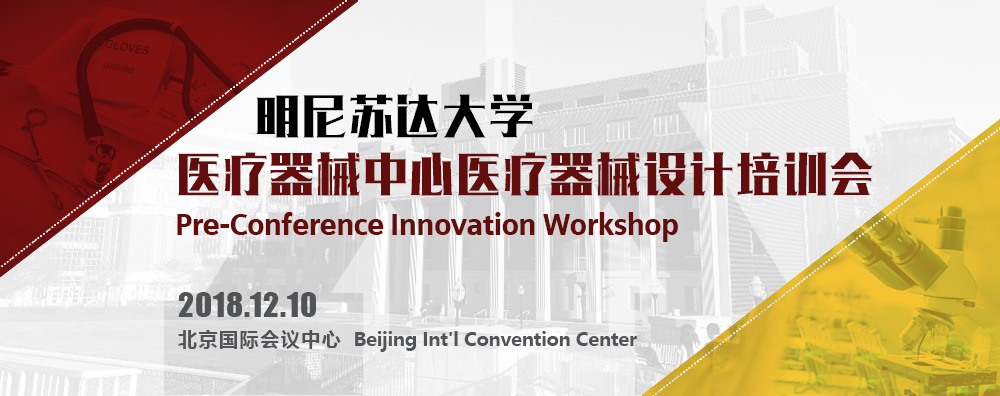 GLOVES
明尼苏达大学
医疗器械中心医疗器械设计培训会
Pre-Conference Innovation Workshop
2018.12.10
北京国际会议中心 Beijing Int'l Convention Center